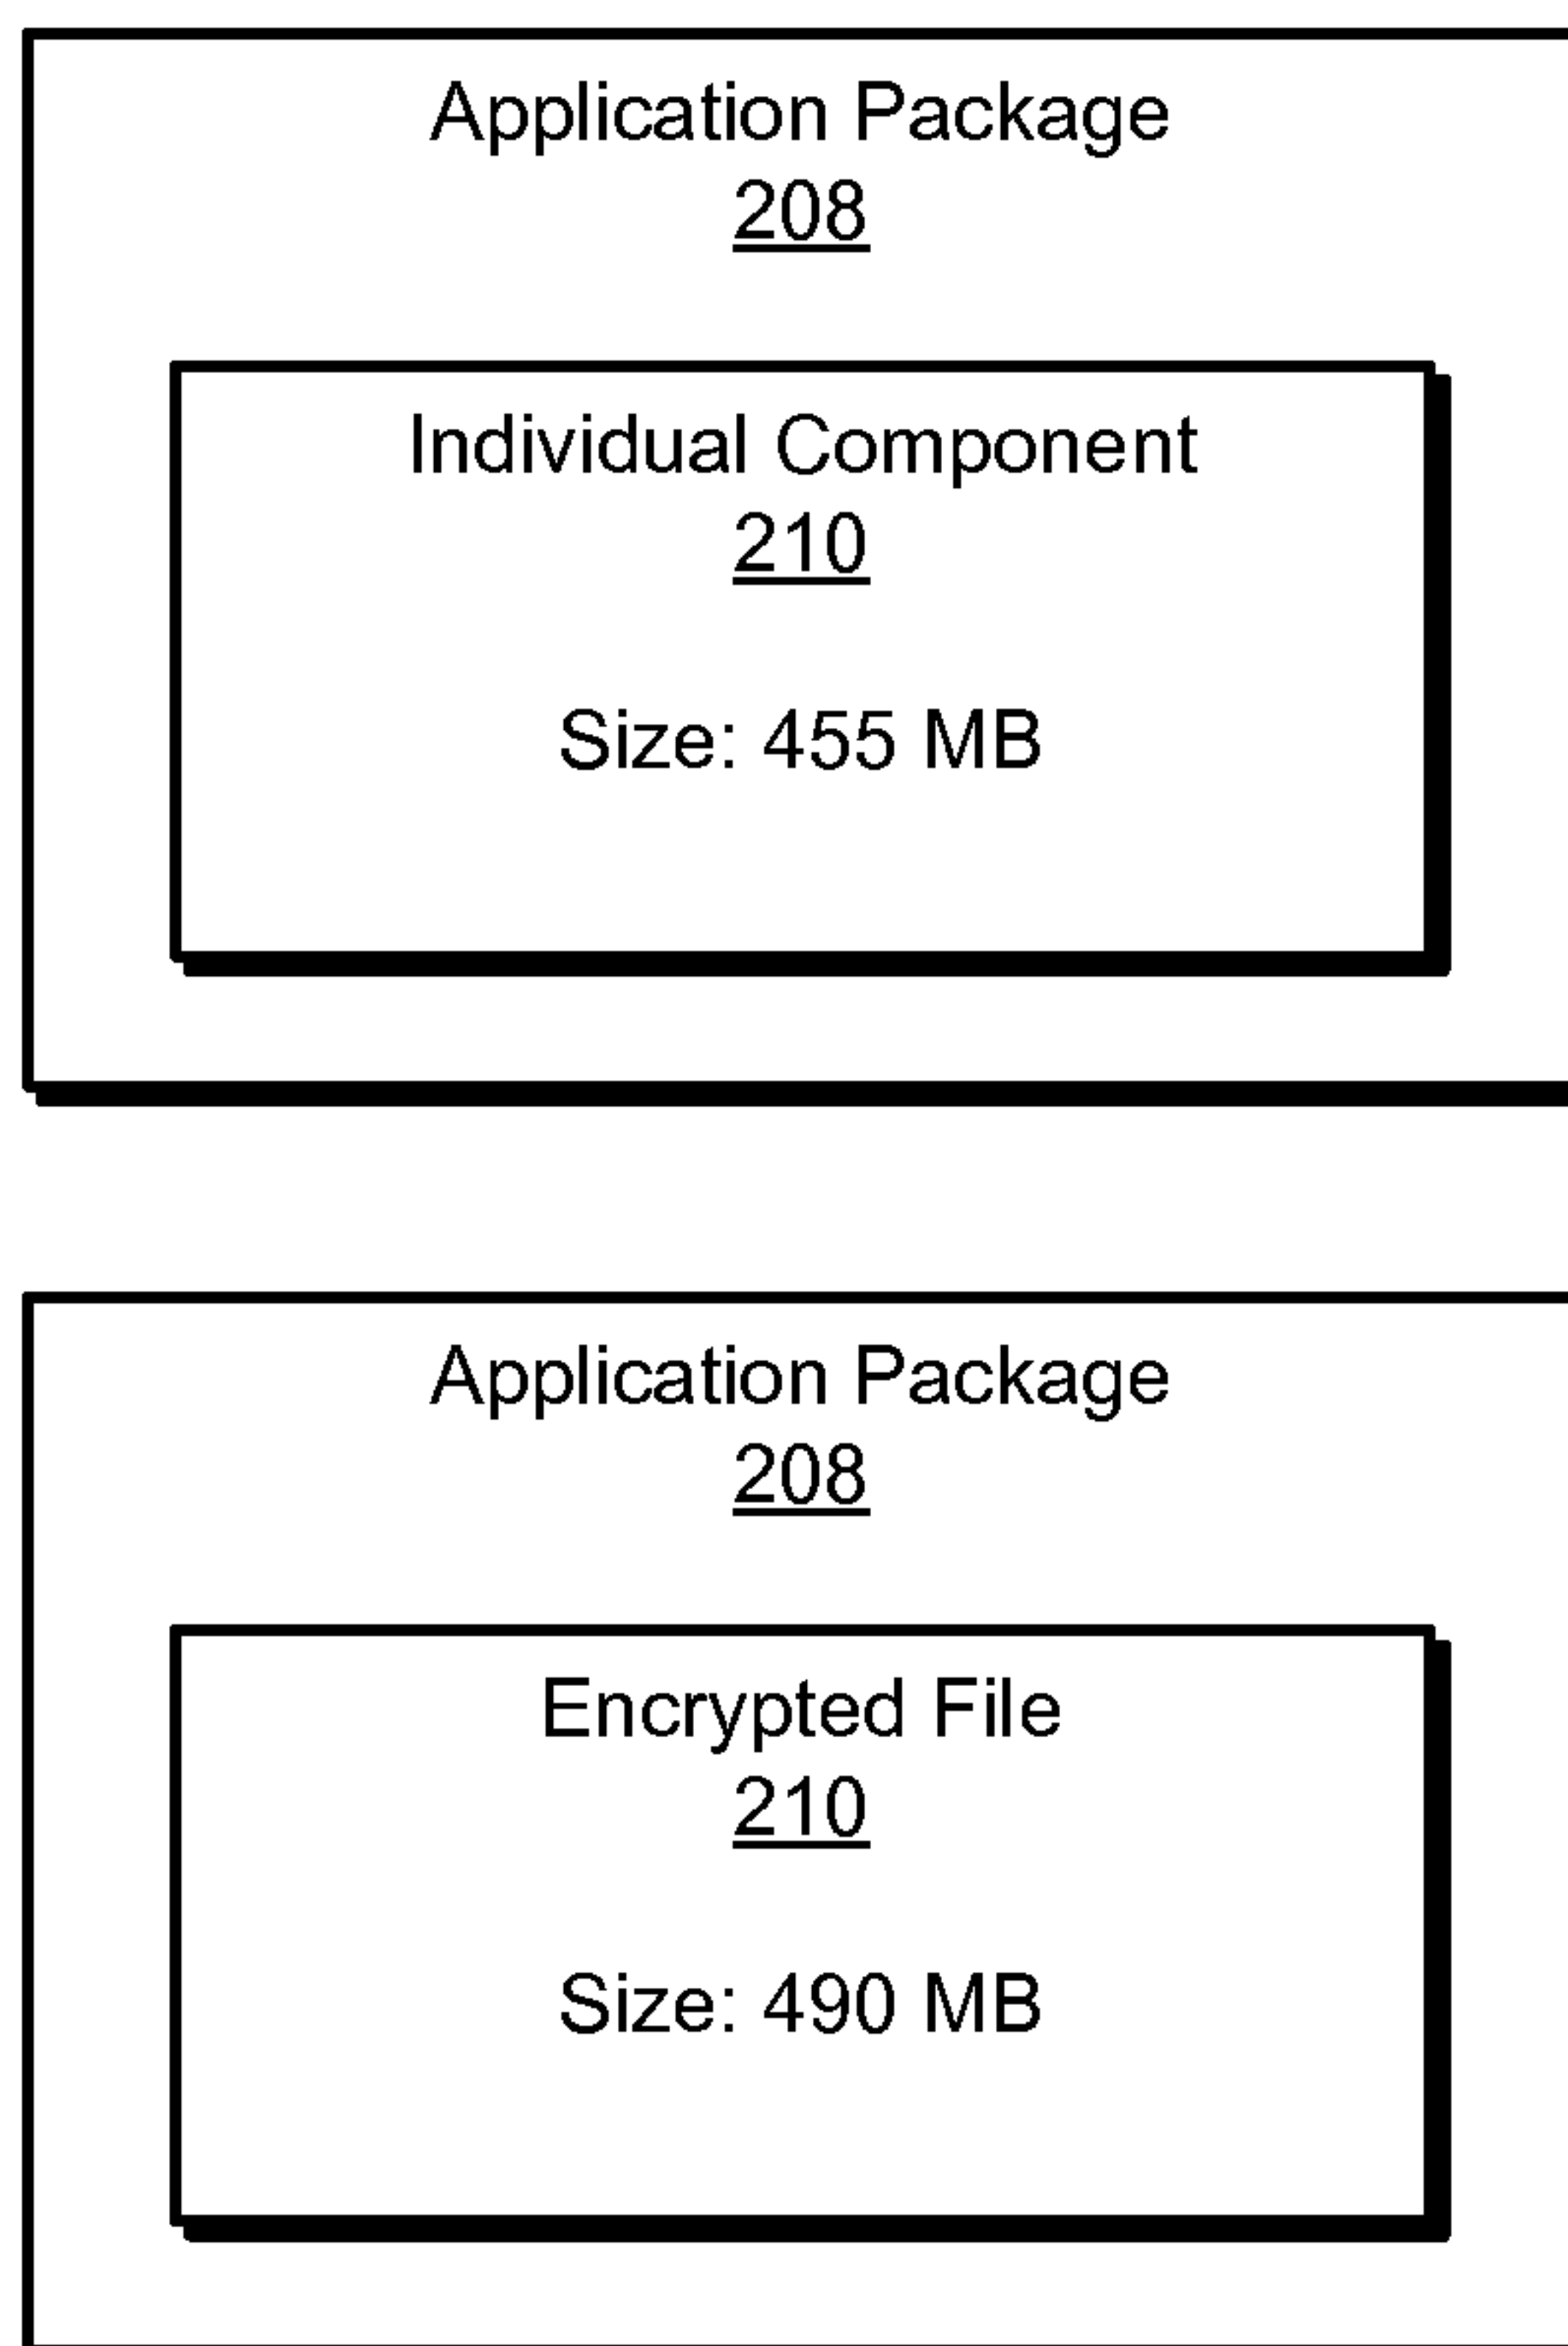 Application Package
208
Individual Component
210
Size: 455 MB
Application Package
208
Encrypted File
210
Size: 490 MB